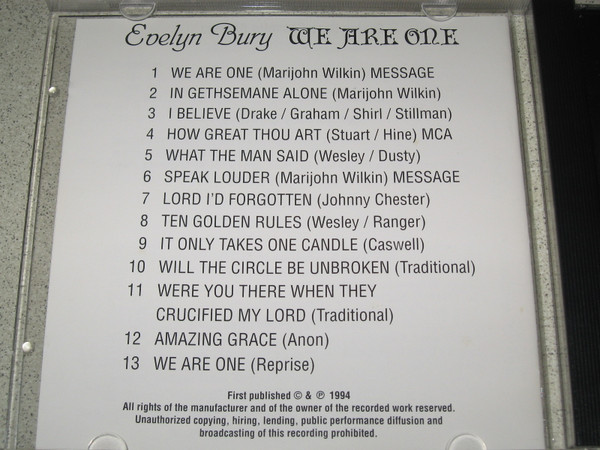 Evelyn Bury WE ARE ONE
1 WE ARE ONE (Marijohn Wilkin) MESSAGE
2 IN GETHSEMANE ALONE (Marijohn Wilkin)
3 I BELIEVE (Drake / Graham / Shirl / Stillman)
4 HOW GREAT THOU ART (Stuart / Hine) MCA
5 WHAT THE MAN SAID (Wesley / Dusty)
6 SPEAK LOUDER (Marijohn Wilkin) MESSAGE
7 LORD I'D FORGOTTEN (Johnny Chester)
8 TEN GOLDEN RULES (Wesley / Ranger)
9 IT ONLY TAKES ONE CANDLE (Caswell)
10 WILL THE CIRCLE BE UNBROKEN (Traditional)
11 WERE YOU THERE WHEN THEY
CRUCIFIED MY LORD (Traditional)
12 AMAZING GRACE (Anon)
13 WE ARE ONE (Reprise)
First published © & ℗ 1994
All rights of the manufacturer and of the owner of the recorded work reserved.
Unauthorized copying, hiring, lending, public performance diffusion and
broadcasting of this recording prohibited.